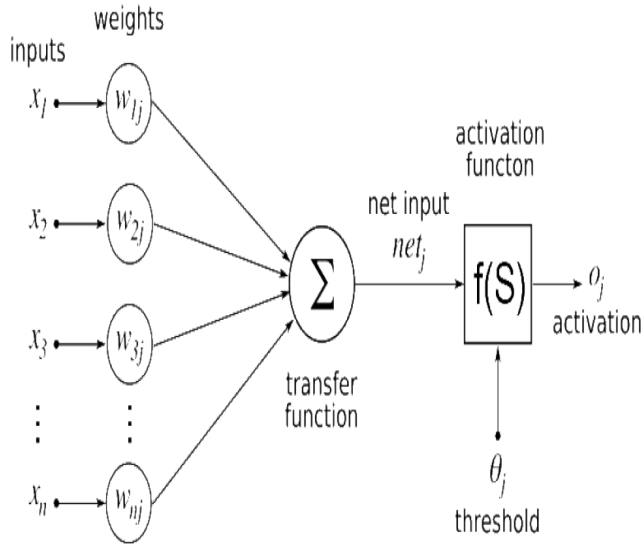 weights
inputs
x1
w1j
x2
w2j
x3
w3j
⋮ ⋮
xn
wnj
Σ
transfer
function
net input
netj
activation
functon
f(S)
oj
activation
θj
threshold